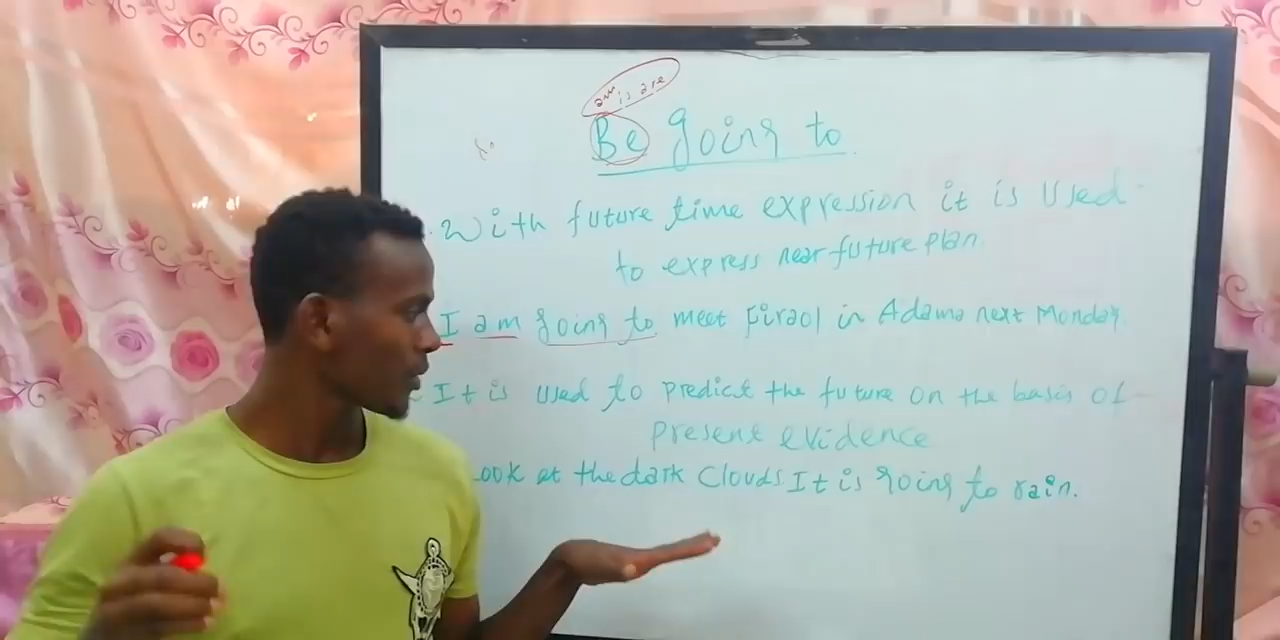 am is are
Be going to
With future time expression it is used
to express near future plan.
I am going to meet Firaol in Adama next Monday.
It is used to predict the future on the basis of
present evidence
Look at the dark clouds It is going to rain.